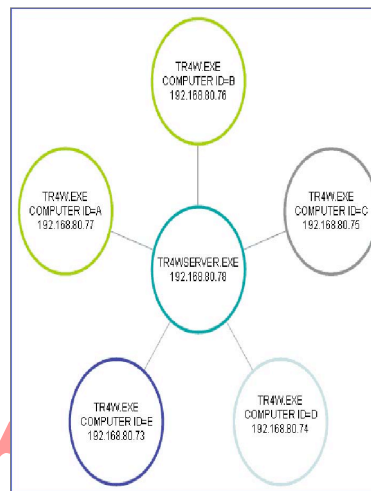 TR4W.EXE
COMPUTER ID=B
192.168.80.76
TR4W.EXE
COMPUTER ID=A
192.168.80.77
TR4W.EXE
COMPUTER ID=C
192.168.80.75
TR4WSERVER.EXE
192.168.80.78
TR4W.EXE
COMPUTER ID=E
192.168.80.73
TR4W.EXE
COMPUTER ID=D
192.168.80.74